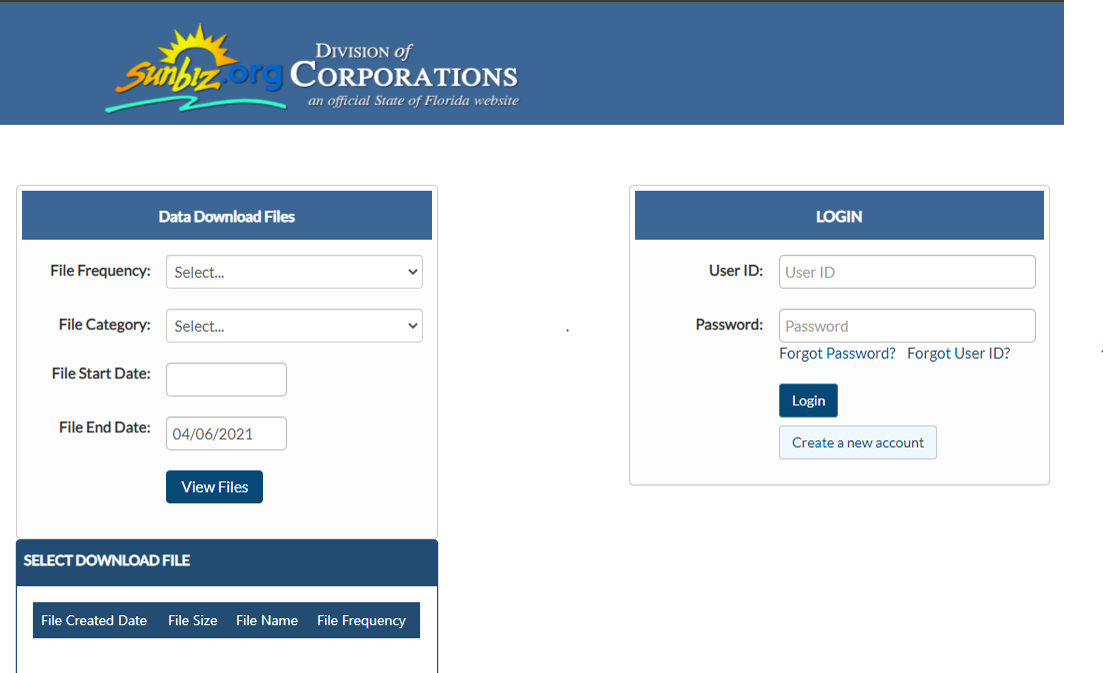 sunbiz.org
Division of
Corporations
an official State of Florida website
Data Download Files
File Frequency: Select...
File Category: Select...
File Start Date:
File End Date: 04/06/2021
View Files
SELECT DOWNLOAD FILE
File Created Date File Size File Name File Frequency
LOGIN
User ID: User ID
Password: Password
Forgot Password? Forgot User ID?
Login
Create a new account